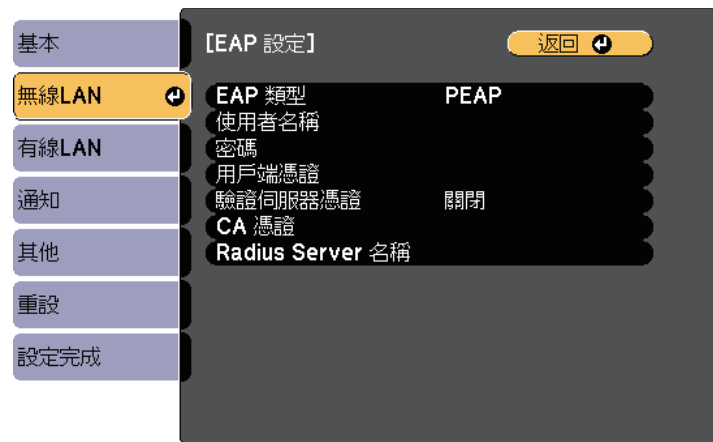 基本
無線LAN
有線LAN
通知
其他
重設
設定完成
[EAP 設定]
返回
EAP 類型 PEAP
使用者名稱
密碼
用戶端憑證
驗證伺服器憑證 關閉
CA 憑證
Radius Server 名稱